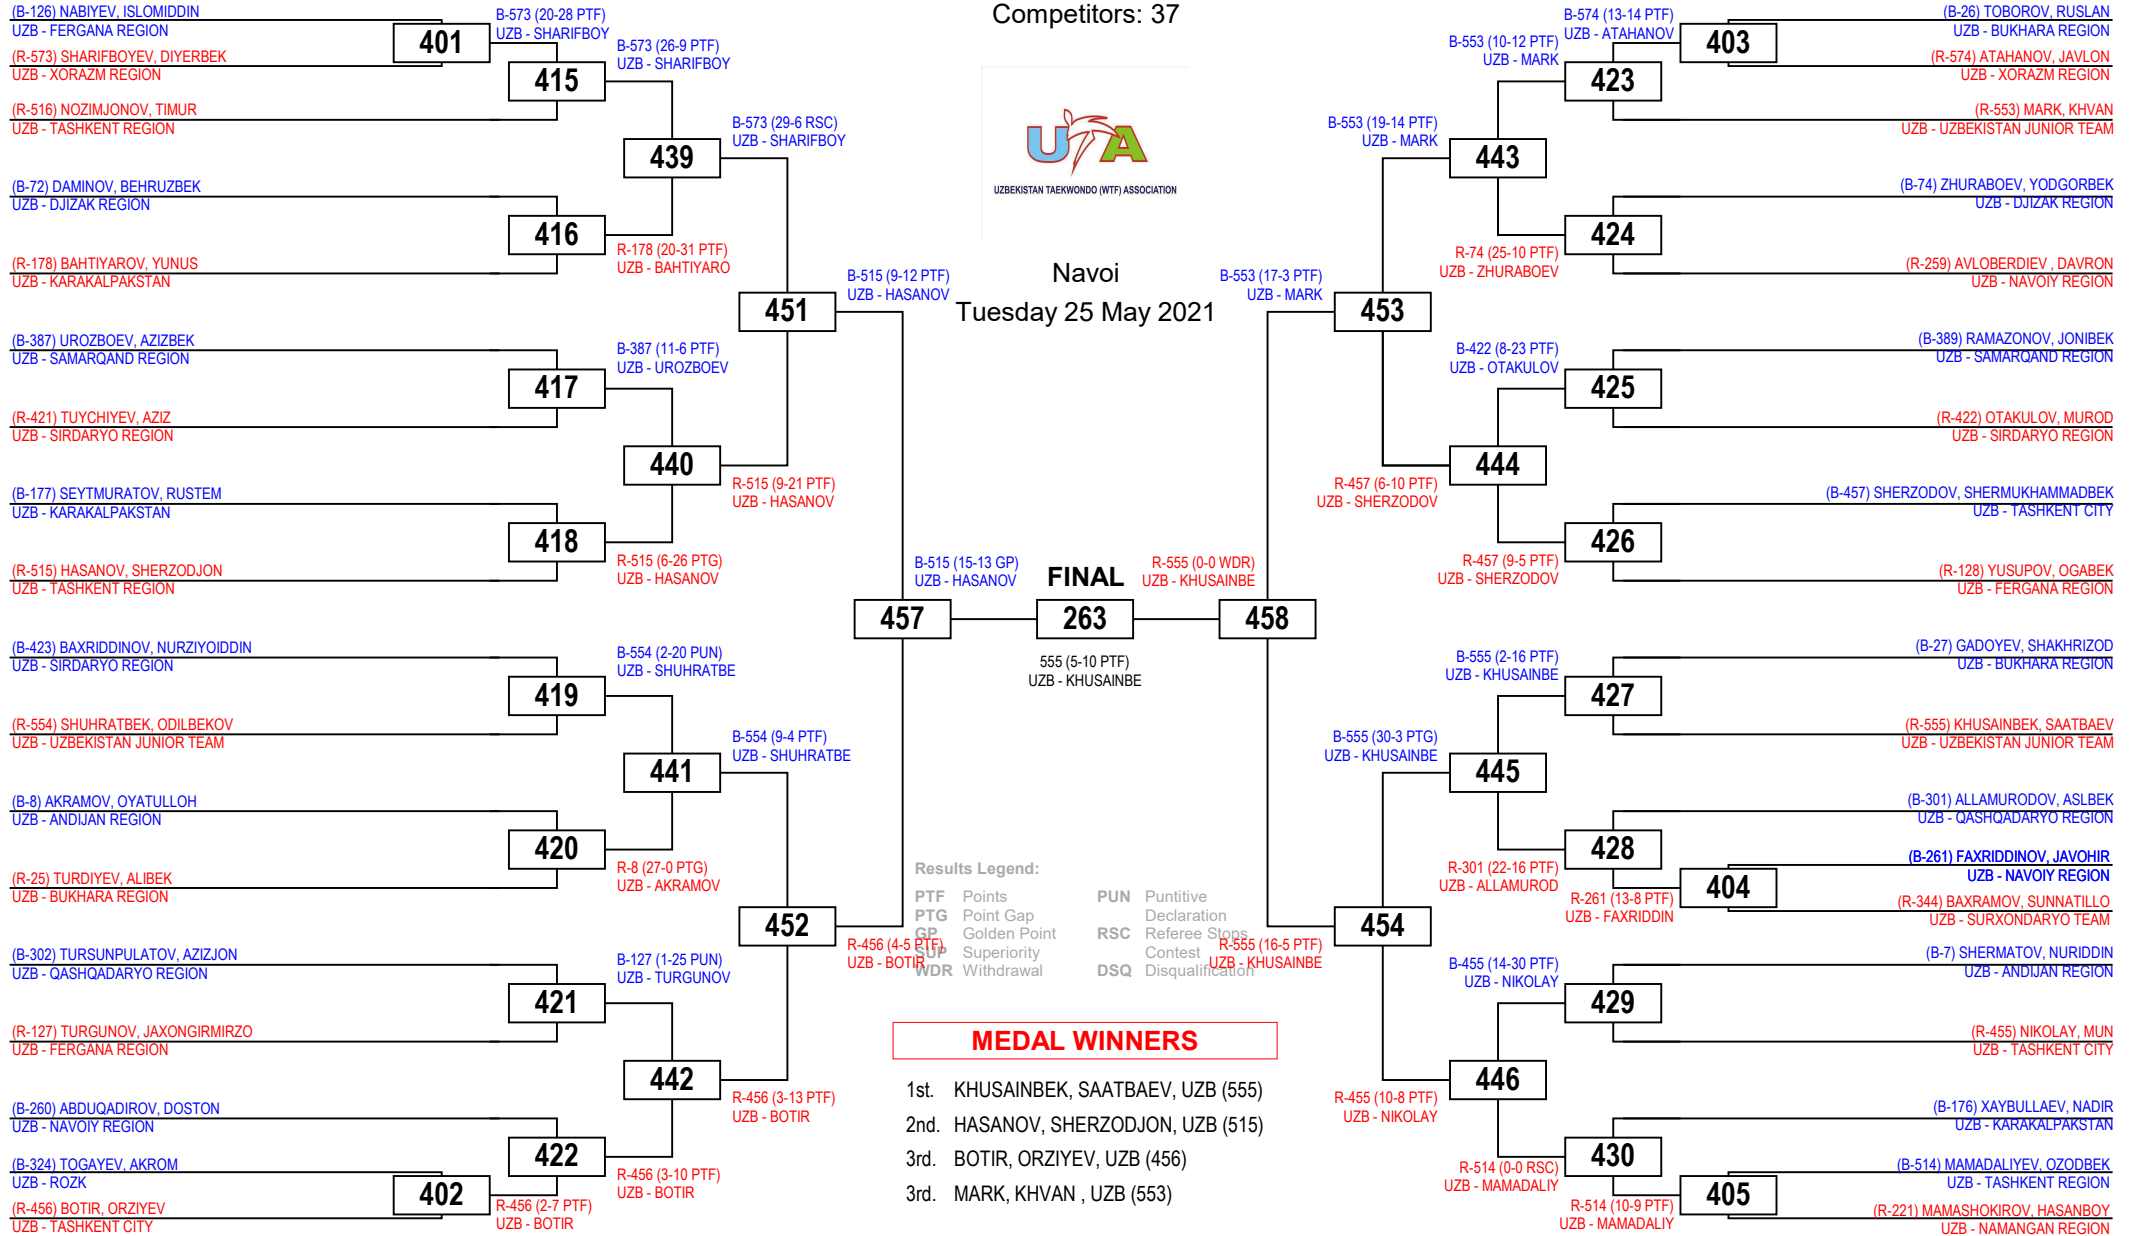 Competitors: 37
UTA
UZBEKISTAN TAEKWONDO (WTF) ASSOCIATION
Navoi
Tuesday 25 May 2021
(B-126) NABIYEV, ISLOMIDDIN
UZB - FERGANA REGION
(R-573) SHARIFBOYEV, DIYERBEK
UZB - XORAZM REGION
401
B-573 (20-28 PTF)
UZB - SHARIFBOY
(R-516) NOZIMJONOV, TIMUR
UZB - TASHKENT REGION
415
B-573 (26-9 PTF)
UZB - SHARIFBOY
(B-72) DAMINOV, BEHRUZBEK
UZB - DJIZAK REGION
(R-178) BAHTIYAROV, YUNUS
UZB - KARAKALPAKSTAN
416
R-178 (20-31 PTF)
UZB - BAHTIYARO
439
B-573 (29-6 RSC)
UZB - SHARIFBOY
(B-387) UROZBOEV, AZIZBEK
UZB - SAMARQAND REGION
(R-421) TUYCHIYEV, AZIZ
UZB - SIRDARYO REGION
417
B-387 (11-6 PTF)
UZB - UROZBOEV
(B-177) SEYTMURATOV, RUSTEM
UZB - KARAKALPAKSTAN
(R-515) HASANOV, SHERZODJON
UZB - TASHKENT REGION
418
R-515 (6-26 PTG)
UZB - HASANOV
440
R-515 (9-21 PTF)
UZB - HASANOV
451
B-515 (9-12 PTF)
UZB - HASANOV
(B-423) BAXRIDDINOV, NURZIYOIDDIN
UZB - SIRDARYO REGION
(R-554) SHUHRATBEK, ODILBEKOV
UZB - UZBEKISTAN JUNIOR TEAM
419
B-554 (2-20 PUN)
UZB - SHUHRATBE
(B-8) AKRAMOV, OYATULLOH
UZB - ANDIJAN REGION
(R-25) TURDIYEV, ALIBEK
UZB - BUKHARA REGION
420
R-8 (27-0 PTG)
UZB - AKRAMOV
441
B-554 (9-4 PTF)
UZB - SHUHRATBE
(B-302) TURSUNPULATOV, AZIZJON
UZB - QASHQADARYO REGION
(R-127) TURGUNOV, JAXONGIRMIRZO
UZB - FERGANA REGION
421
B-127 (1-25 PUN)
UZB - TURGUNOV
(B-260) ABDUQADIROV, DOSTON
UZB - NAVOIY REGION
(B-324) TOGAYEV, AKROM
UZB - ROZK
(R-456) BOTIR, ORZIYEV
UZB - TASHKENT CITY
402
R-456 (2-7 PTF)
UZB - BOTIR
422
R-456 (3-10 PTF)
UZB - BOTIR
442
R-456 (3-13 PTF)
UZB - BOTIR
452
R-456 (4-5 PTF)
UZB - BOTIR
457
B-515 (15-13 GP)
UZB - HASANOV
FINAL
263
555 (5-10 PTF)
UZB - KHUSAINBE
R-555 (0-0 WDR)
UZB - KHUSAINBE
458
B-574 (13-14 PTF)
UZB - ATAHANOV
403
(B-26) TOBOROV, RUSLAN
UZB - BUKHARA REGION
(R-574) ATAHANOV, JAVLON
UZB - XORAZM REGION
B-553 (10-12 PTF)
UZB - MARK
423
(R-553) MARK, KHVAN
UZB - UZBEKISTAN JUNIOR TEAM
B-553 (19-14 PTF)
UZB - MARK
443
R-74 (25-10 PTF)
UZB - ZHURABOEV
424
(B-74) ZHURABOEV, YODGORBEK
UZB - DJIZAK REGION
(R-259) AVLOBERDIEV , DAVRON
UZB - NAVOIY REGION
B-553 (17-3 PTF)
UZB - MARK
453
B-422 (8-23 PTF)
UZB - OTAKULOV
425
(B-389) RAMAZONOV, JONIBEK
UZB - SAMARQAND REGION
(R-422) OTAKULOV, MUROD
UZB - SIRDARYO REGION
444
R-457 (6-10 PTF)
UZB - SHERZODOV
R-457 (9-5 PTF)
UZB - SHERZODOV
426
(B-457) SHERZODOV, SHERMUKHAMMADBEK
UZB - TASHKENT CITY
(R-128) YUSUPOV, OGABEK
UZB - FERGANA REGION
B-555 (2-16 PTF)
UZB - KHUSAINBE
427
(B-27) GADOYEV, SHAKHRIZOD
UZB - BUKHARA REGION
(R-555) KHUSAINBEK, SAATBAEV
UZB - UZBEKISTAN JUNIOR TEAM
B-555 (30-3 PTG)
UZB - KHUSAINBE
445
R-301 (22-16 PTF)
UZB - ALLAMUROD
428
(B-301) ALLAMURODOV, ASLBEK
UZB - QASHQADARYO REGION
(B-261) FAXRIDDINOV, JAVOHIR
UZB - NAVOIY REGION
404
R-261 (13-8 PTF)
UZB - FAXRIDDIN
(R-344) BAXRAMOV, SUNNATILLO
UZB - SURXONDARYO TEAM
454
R-555 (16-5 PTF)
UZB - KHUSAINBE
B-455 (14-30 PTF)
UZB - NIKOLAY
429
(B-7) SHERMATOV, NURIDDIN
UZB - ANDIJAN REGION
(R-455) NIKOLAY, MUN
UZB - TASHKENT CITY
446
R-455 (10-8 PTF)
UZB - NIKOLAY
R-514 (0-0 RSC)
UZB - MAMADALIY
430
(B-176) XAYBULLAEV, NADIR
UZB - KARAKALPAKSTAN
(B-514) MAMADALIYEV, OZODBEK
UZB - TASHKENT REGION
405
R-514 (10-9 PTF)
UZB - MAMADALIY
(R-221) MAMASHOKIROV, HASANBOY
UZB - NAMANGAN REGION
Results Legend:
PTF Points
PTG Point Gap
GP Golden Point
SUP Superiority
WDR Withdrawal
PUN Puntitive
Declaration
RSC Referee Stops
Contest
DSQ Disqualification
MEDAL WINNERS
1st. KHUSAINBEK, SAATBAEV, UZB (555)
2nd. HASANOV, SHERZODJON, UZB (515)
3rd. BOTIR, ORZIYEV, UZB (456)
3rd. MARK, KHVAN , UZB (553)